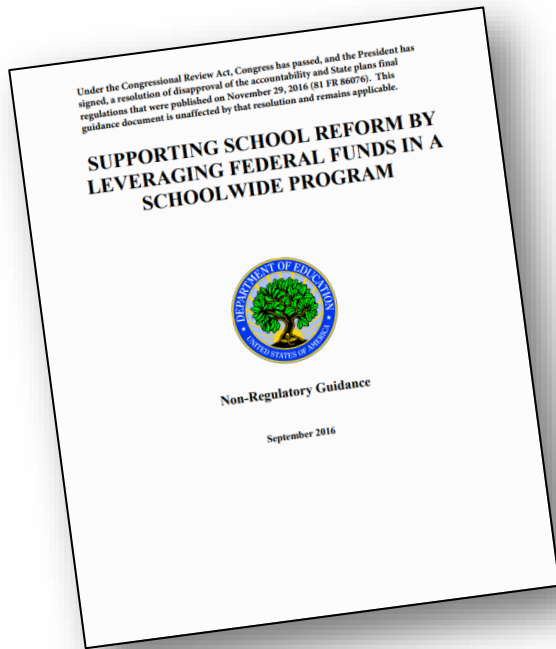 Under the Congressional Review Act, Congress has passed, and the President has
signed, a resolution of disapproval of the accountability and State plans final
regulations that were published on November 29, 2016 (81 FR 86076).  This
guidance document is unaffected by that resolution and remains applicable.
SUPPORTING SCHOOL REFORM BY
LEVERAGING FEDERAL FUNDS IN A
SCHOOLWIDE PROGRAM
DEPARTMENT OF EDUCATION
UNITED STATES OF AMERICA
Non-Regulatory Guidance
September 2016